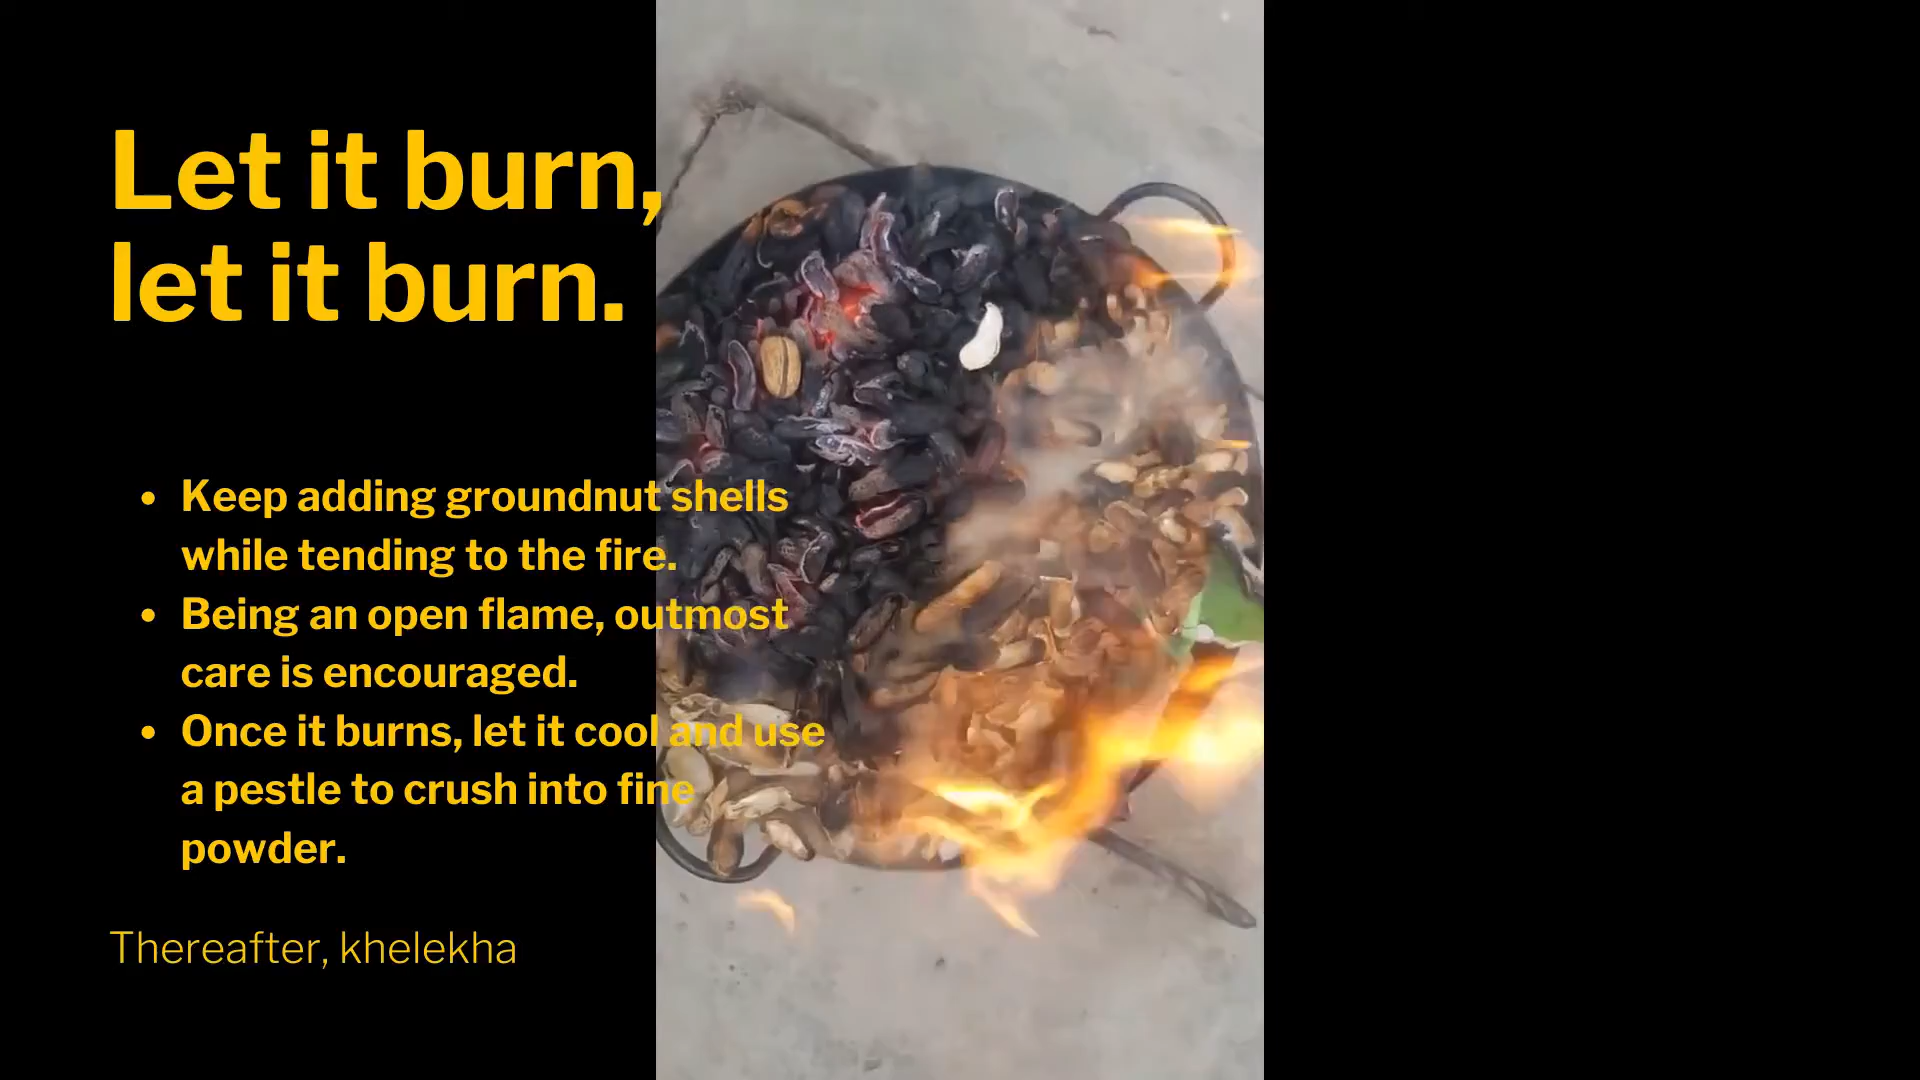 Let it burn,
let it burn.
• Keep adding groundnut shells
while tending to the fire.
• Being an open flame, outmost
care is encouraged.
• Once it burns, let it cool and use
a pestle to crush into fine
powder.
Thereafter, khelekha